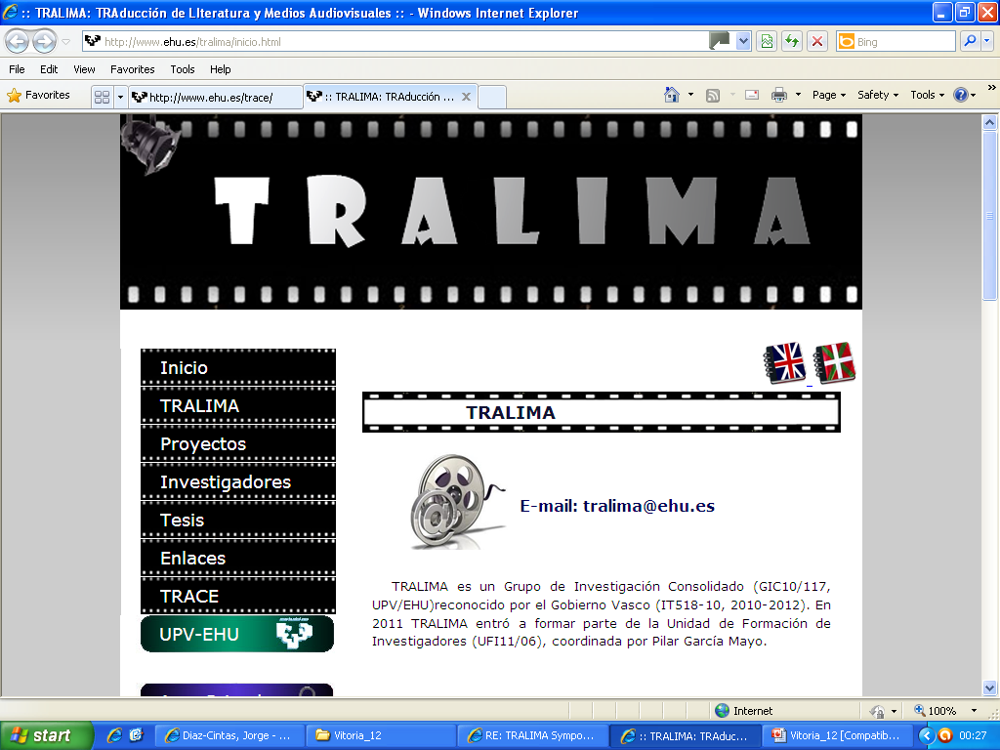 :: TRALIMA: TRAducción de LIteratura y Medios Audiovisuales :: - Windows Internet Explorer
http://www.ehu.es/tralima/inicio.html
Bing
File Edit View Favorites Tools Help
Favorites
http://www.ehu.es/trace/
:: TRALIMA: TRAducción ...
Page
Safety
Tools
TRALIMA
Inicio
TRALIMA
Proyectos
Investigadores
Tesis
Enlaces
TRACE
UPV-EHU
TRALIMA
E-mail: tralima@ehu.es
TRALIMA es un Grupo de Investigación Consolidado (GIC10/117,
UPV/EHU)reconocido por el Gobierno Vasco (IT518-10, 2010-2012). En
2011 TRALIMA entró a formar parte de la Unidad de Formación de
Investigadores (UFI11/06), coordinada por Pilar García Mayo.
Internet
100%
start
Diaz-Cintas, Jorge - ...
Vitoria_12
RE: TRALIMA Sympo...
:: TRALIMA: TRAduc...
Vitoria_12 [Compatib...
00:27